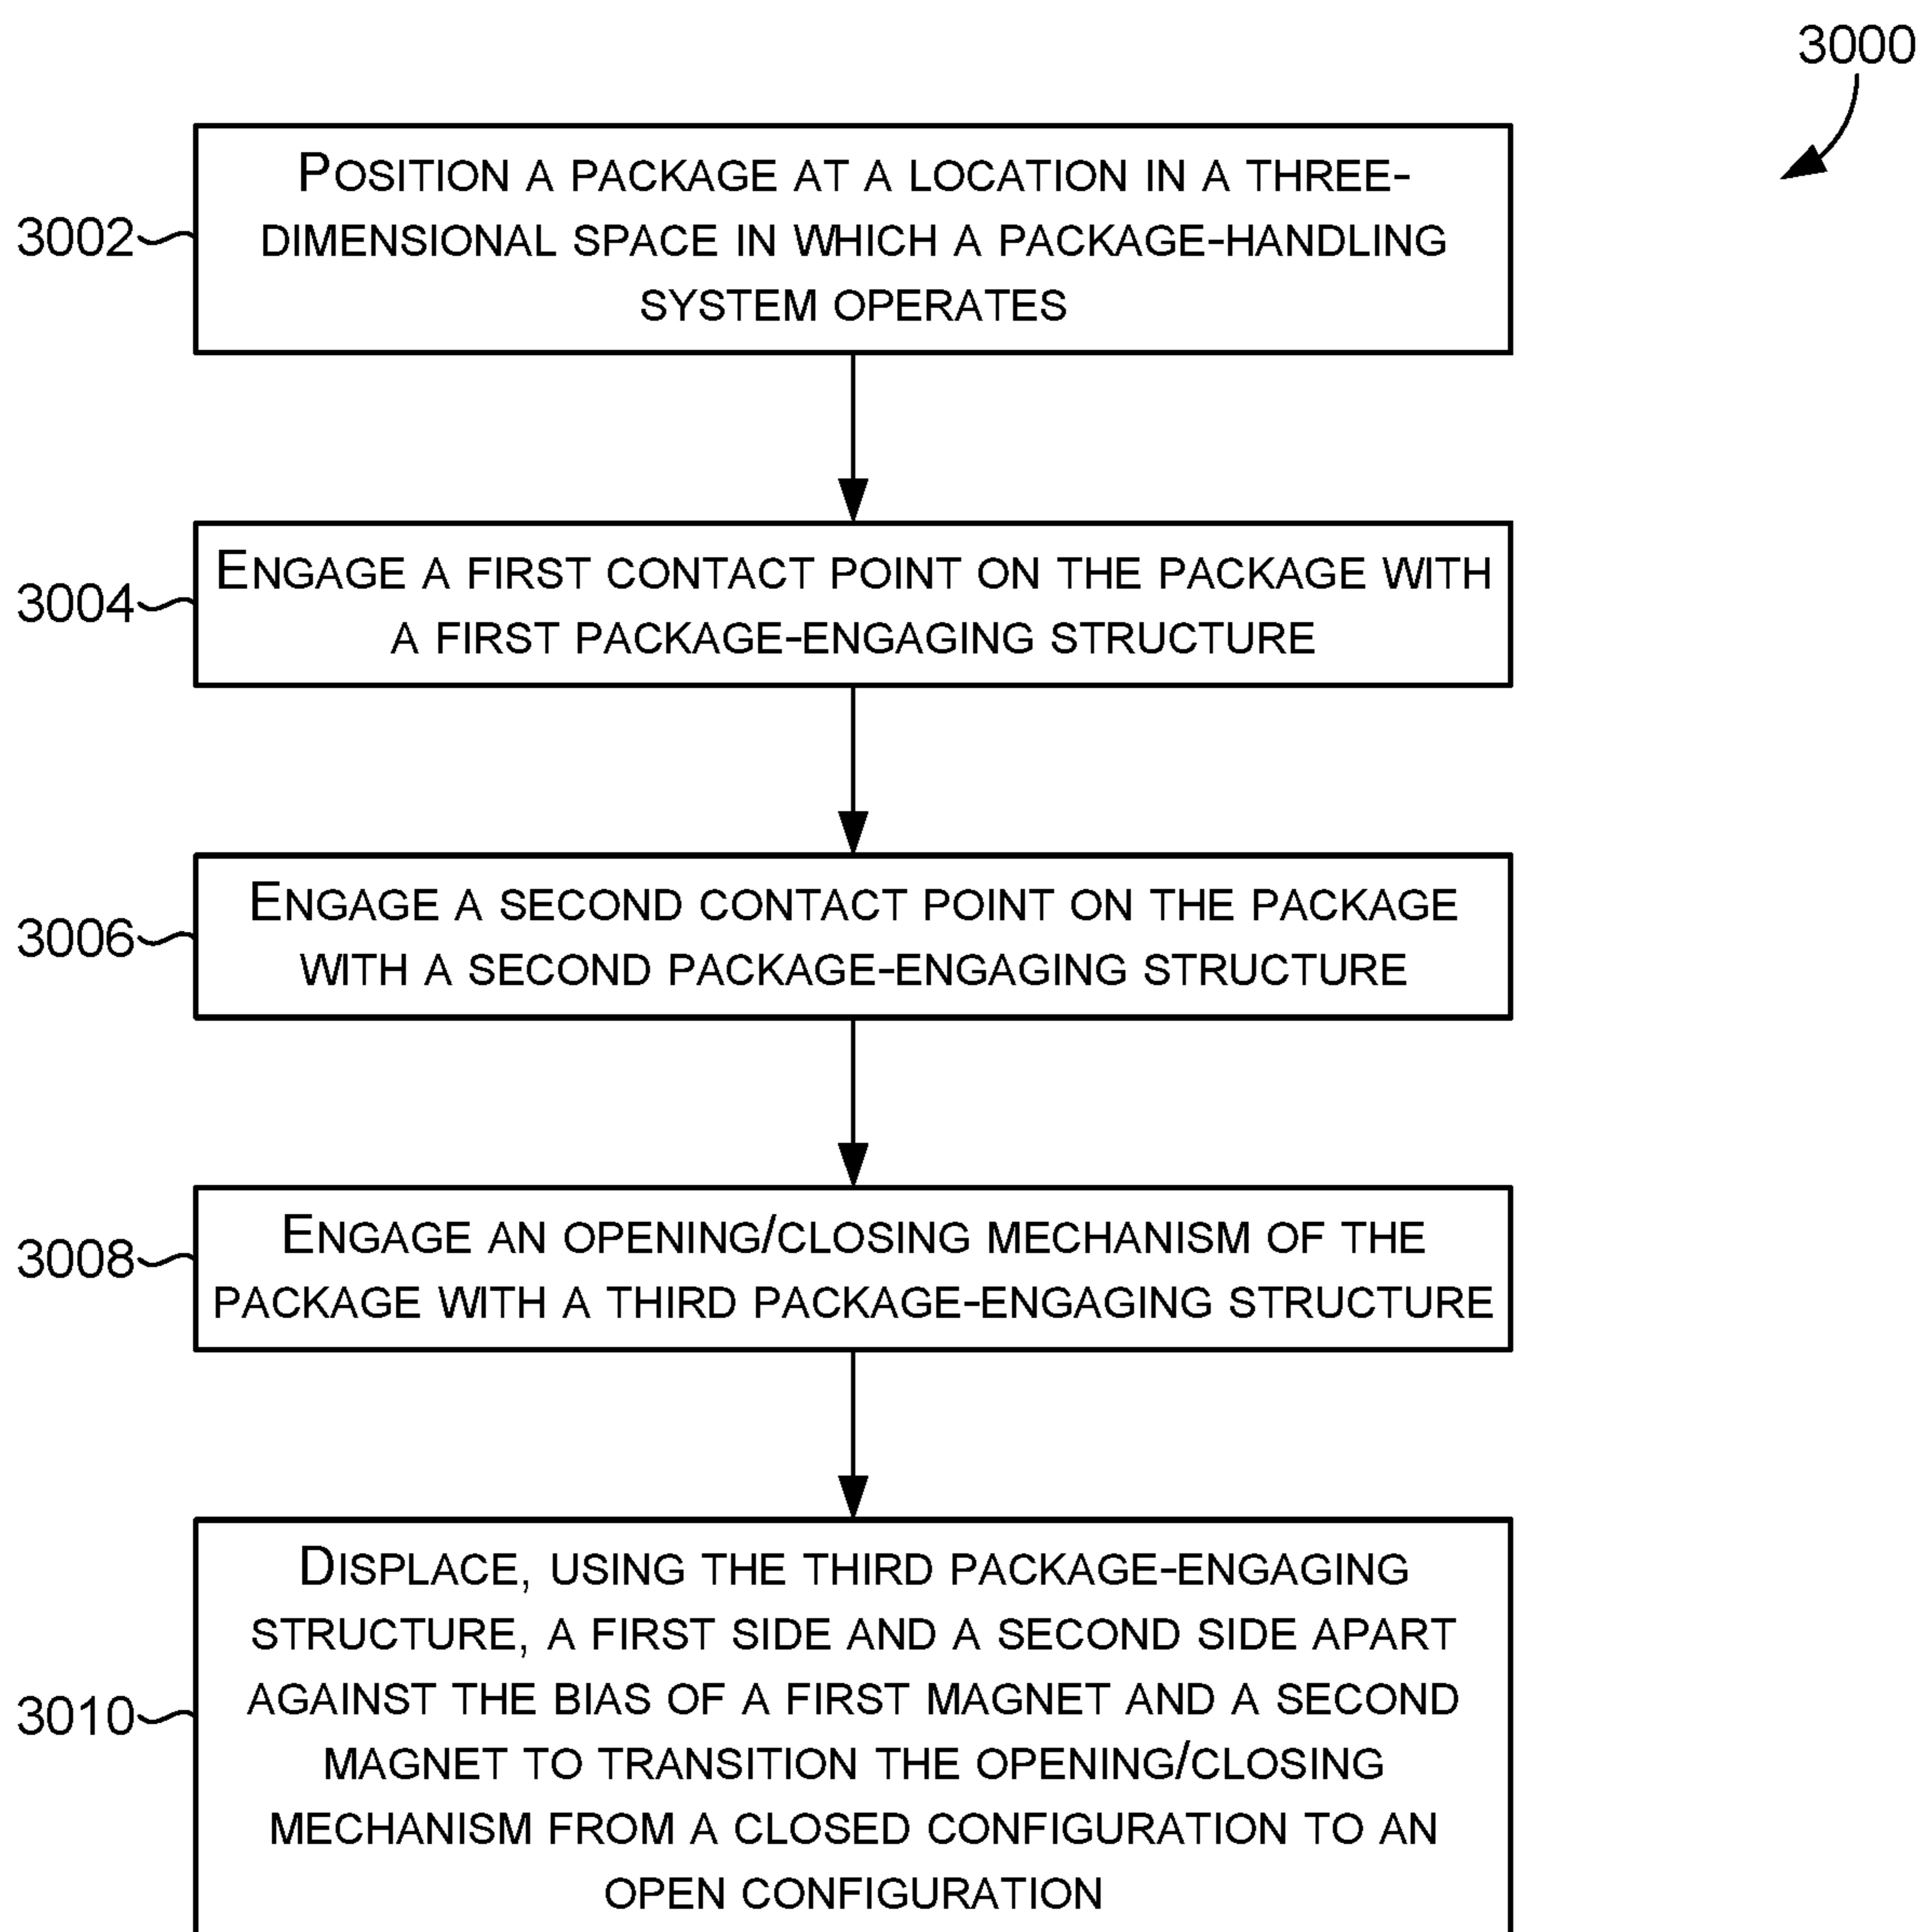 3000
POSITION A PACKAGE AT A LOCATION IN A THREE-
DIMENSIONAL SPACE IN WHICH A PACKAGE-HANDLING
SYSTEM OPERATES
3002
ENGAGE A FIRST CONTACT POINT ON THE PACKAGE WITH
A FIRST PACKAGE-ENGAGING STRUCTURE
3004
ENGAGE A SECOND CONTACT POINT ON THE PACKAGE
WITH A SECOND PACKAGE-ENGAGING STRUCTURE
3006
ENGAGE AN OPENING/CLOSING MECHANISM OF THE
PACKAGE WITH A THIRD PACKAGE-ENGAGING STRUCTURE
3008
DISPLACE, USING THE THIRD PACKAGE-ENGAGING
STRUCTURE, A FIRST SIDE AND A SECOND SIDE APART
AGAINST THE BIAS OF A FIRST MAGNET AND A SECOND
MAGNET TO TRANSITION THE OPENING/CLOSING
MECHANISM FROM A CLOSED CONFIGURATION TO AN
OPEN CONFIGURATION
3010